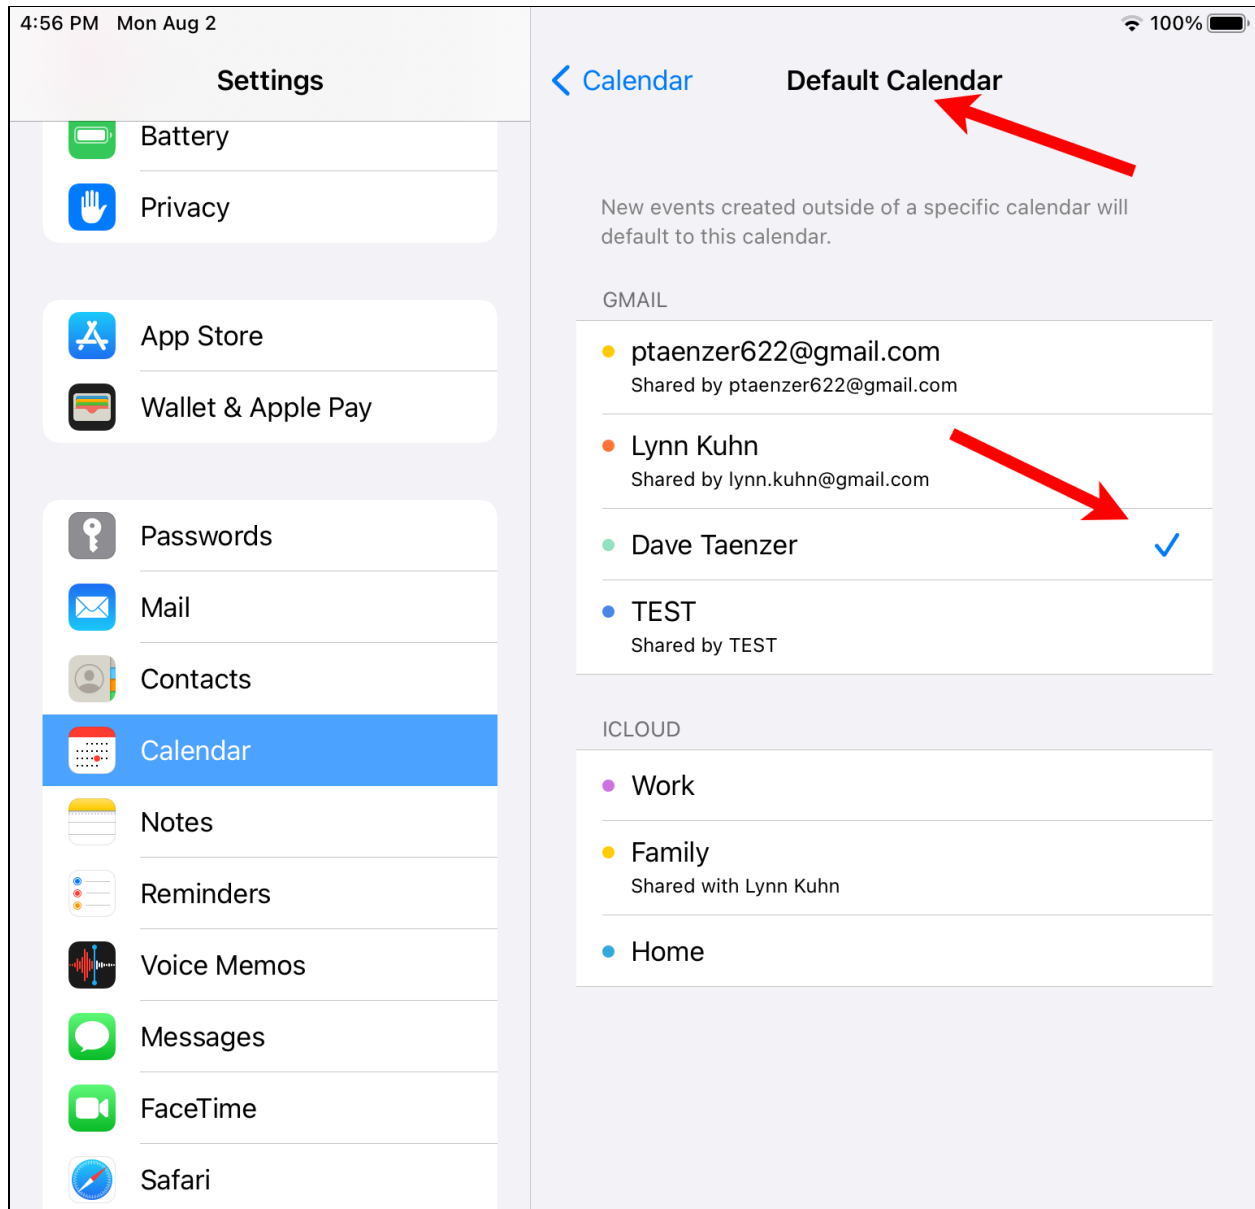 4:56 PM Mon Aug 2
100%
Settings
Battery
Privacy
App Store
Wallet & Apple Pay
Passwords
Mail
Contacts
Calendar
Notes
Reminders
Voice Memos
Messages
FaceTime
Safari
Calendar
Default Calendar
New events created outside of a specific calendar will
default to this calendar.
GMAIL
ptaenzer622@gmail.com
Shared by ptaenzer622@gmail.com
Lynn Kuhn
Shared by lynn.kuhn@gmail.com
Dave Taenzer
TEST
Shared by TEST
ICLOUD
Work
Family
Shared with Lynn Kuhn
Home